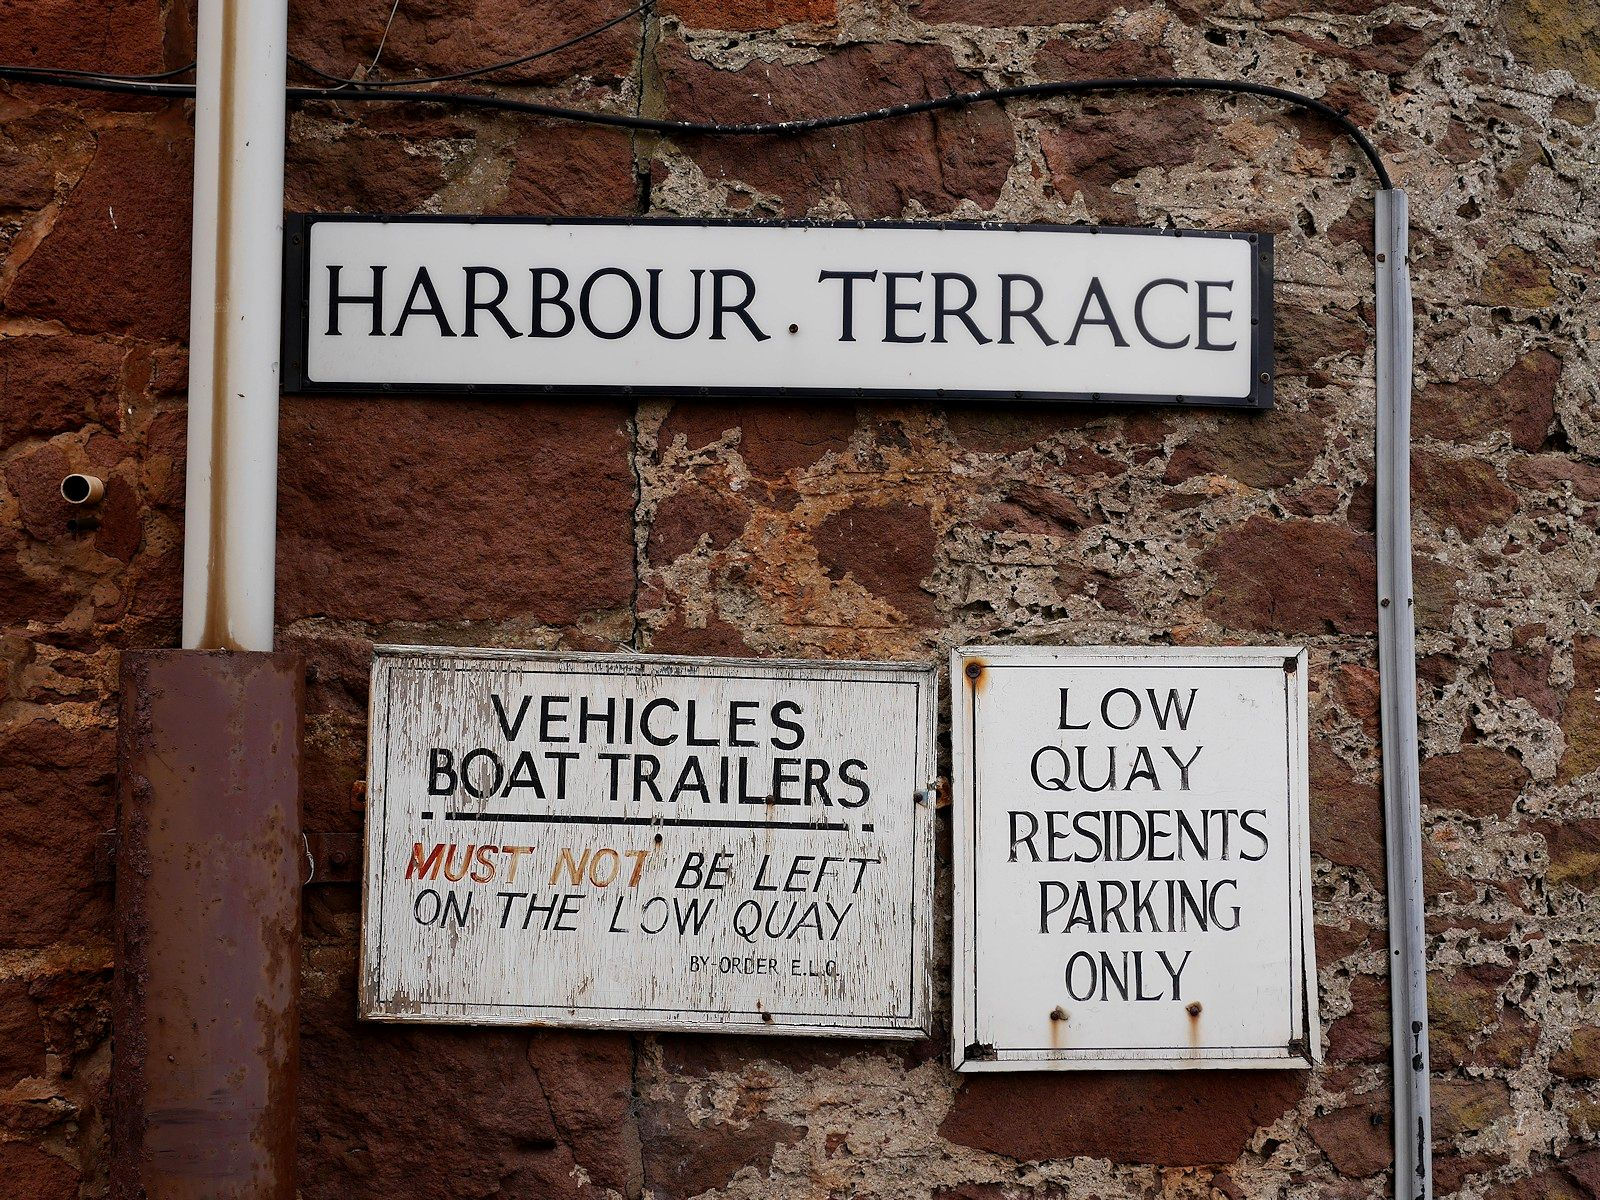 HARBOUR . TERRACE
VEHICLES
BOAT TRAILERS
MUST NOT BE LEFT
ON THE LOW QUAY
BY-ORDER E.L.C.
LOW
QUAY
RESIDENTS
PARKING
ONLY